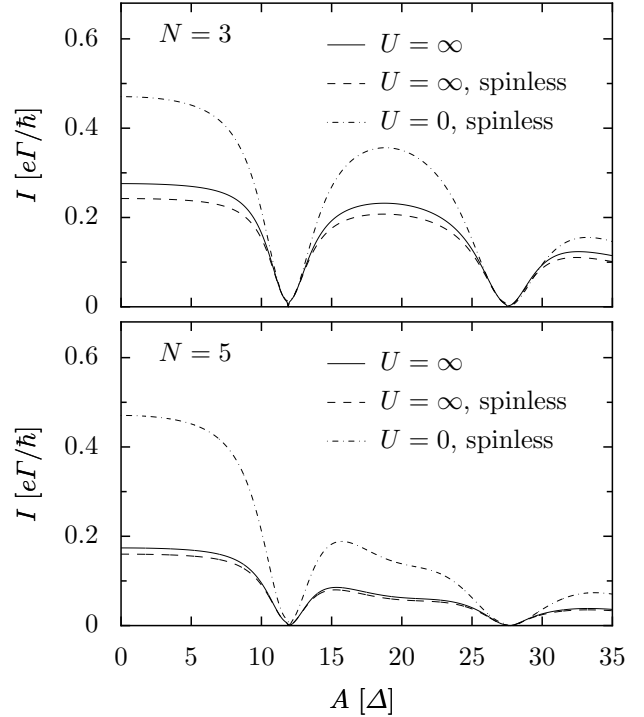 0.6
N = 3
U = ∞
U = ∞, spinless
U = 0, spinless
0.4
I [eΓ/ħ]
0.2
0
0.6
N = 5
U = ∞
U = ∞, spinless
U = 0, spinless
0.4
I [eΓ/ħ]
0.2
0
0 5 10 15 20 25 30 35
A [Δ]